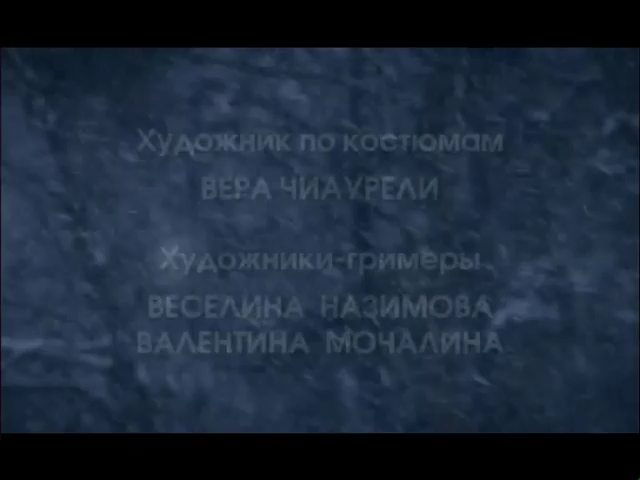 Художник по костюмам
ВЕРА ЧИАУРЕЛИ
Художники-гримеры
ВЕСЕЛИНА НАЗИМОВА
ВАЛЕНТИНА МОЧАЛИНА